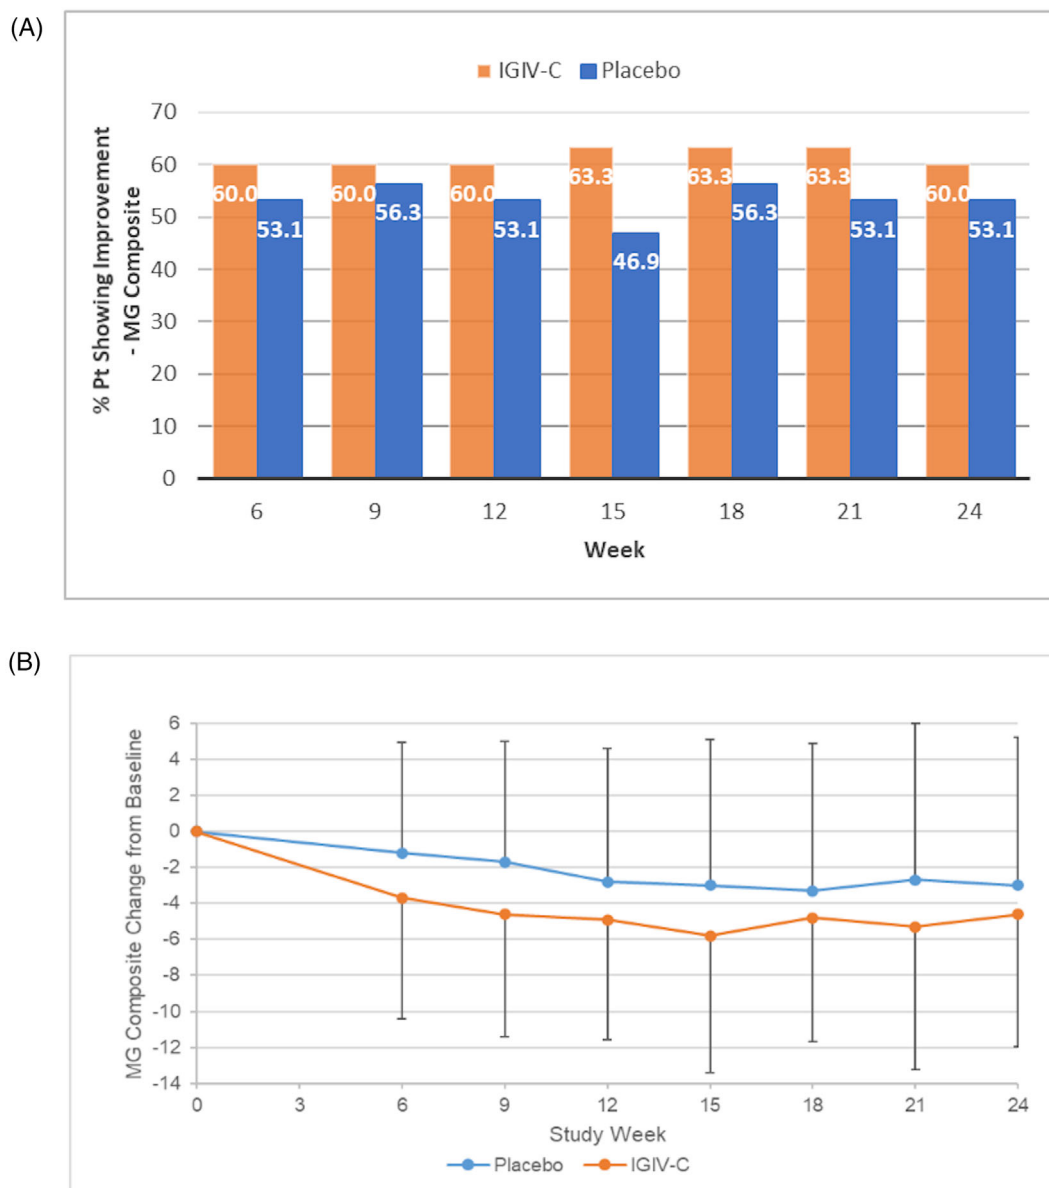 (A)
IGIV-C Placebo
% Pt Showing Improvement
- MG Composite
70
60
50
40
30
20
10
0
60.0 53.1 60.0 56.3 60.0 53.1 63.3 46.9 63.3 56.3 63.3 53.1 60.0 53.1
6 9 12 15 18 21 24
Week
(B)
MG Composite Change from Baseline
6
4
2
0
-2
-4
-6
-8
-10
-12
-14
0 3 6 9 12 15 18 21 24
Study Week
Placebo IGIV-C